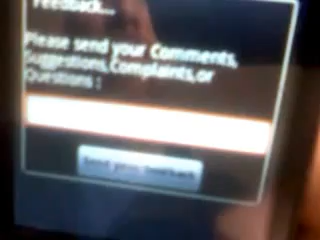 Feedback...
Please send your Comments,
Suggestions,Complaints,or
Questions :
Send your feedback